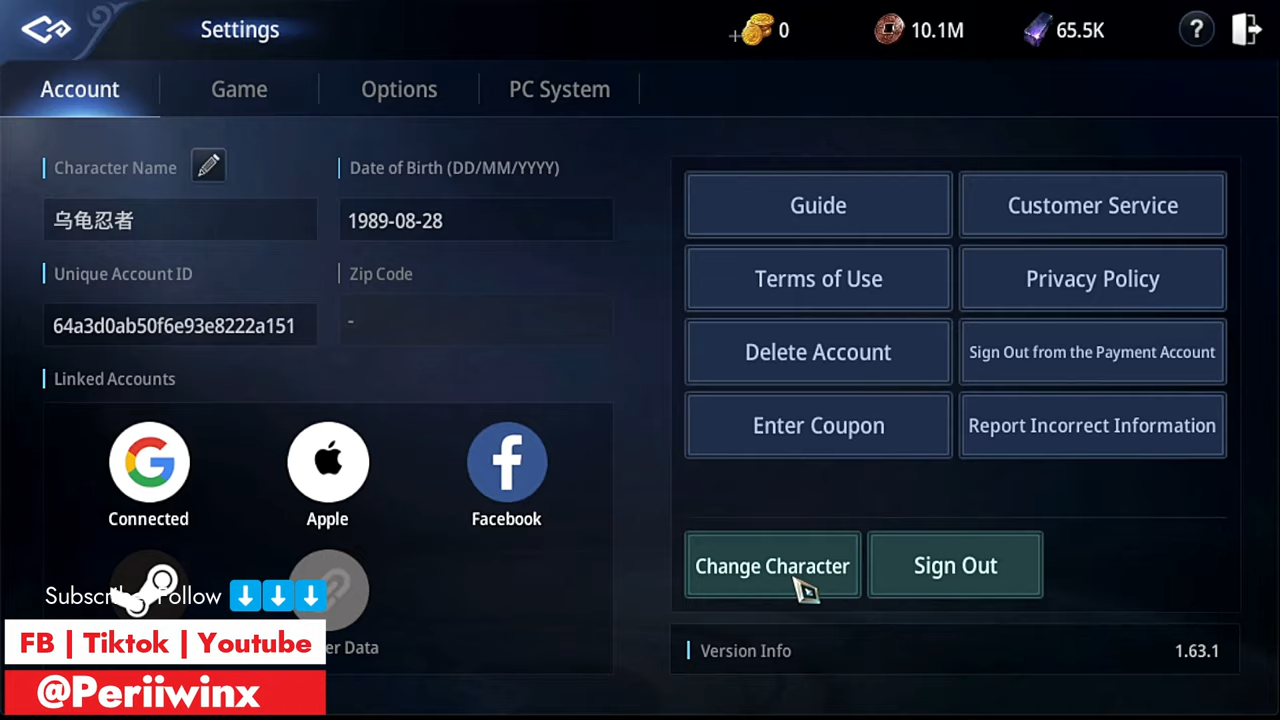 Settings
0
10.1M
65.5K
?
Account
Game
Options
PC System
Character Name
Date of Birth (DD/MM/YYYY)
乌龟忍者
1989-08-28
Unique Account ID
Zip Code
64a3d0ab50f6e93e8222a151
-
Linked Accounts
Connected
Apple
Facebook
Guide
Customer Service
Terms of Use
Privacy Policy
Delete Account
Sign Out from the Payment Account
Enter Coupon
Report Incorrect Information
Change Character
Sign Out
Version Info
1.63.1
Follow
Data
FB | Tiktok | Youtube
@Periiwinx